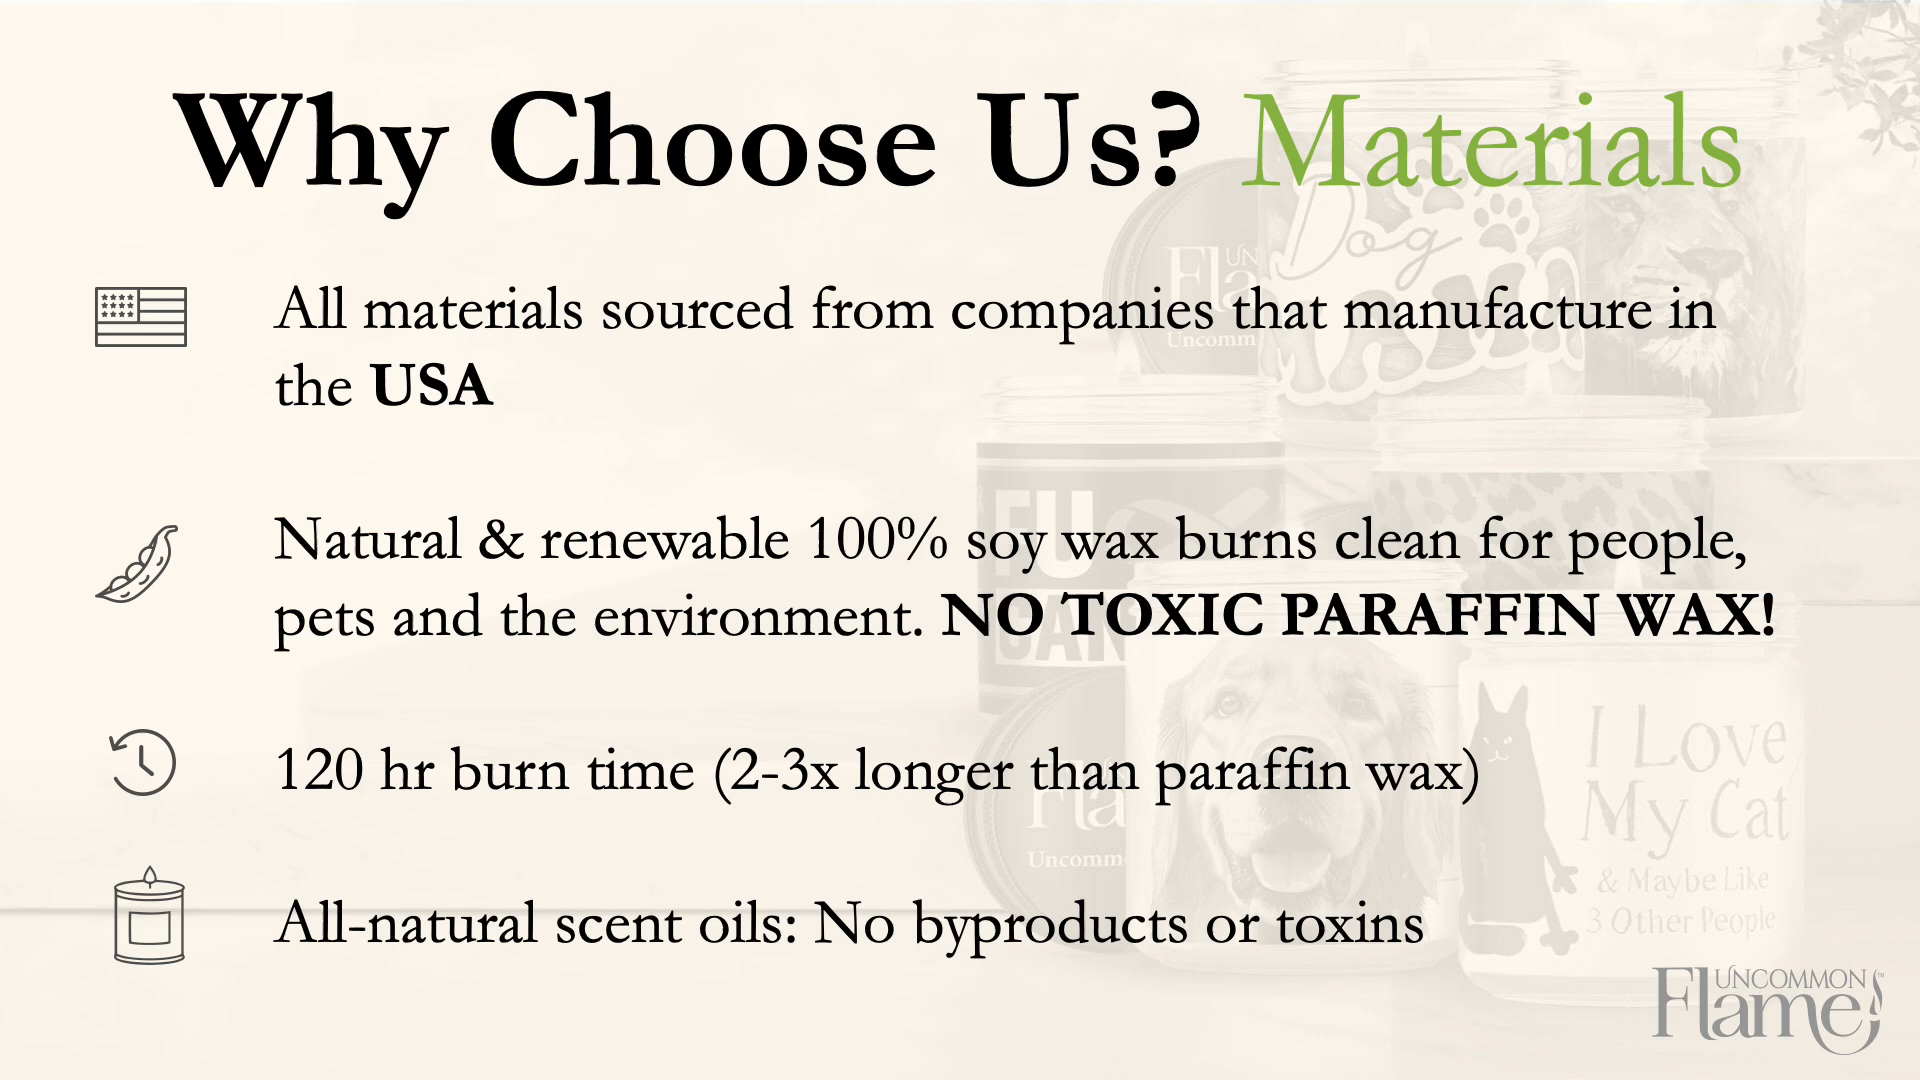 Why Choose Us? Materials
All materials sourced from companies that manufacture in
the USA
Natural & renewable 100% soy wax burns clean for people,
pets and the environment. NO TOXIC PARAFFIN WAX!
120 hr burn time (2-3x longer than paraffin wax)
All-natural scent oils: No byproducts or toxins
Dog
FU
I Love
My Cat
& Maybe Like
3 Other People
UNCOMMON
Flame